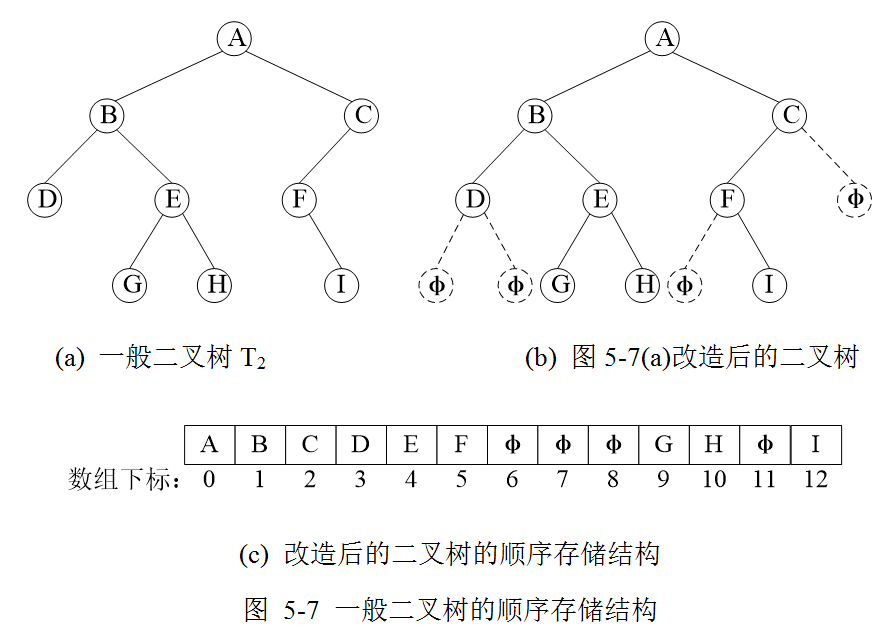 A A
B C B C
D E F D E F ϕ
G H I ϕ ϕ G H ϕ I
(a) 一般二叉树T₂ (b) 图5-7(a)改造后的二叉树
A B C D E F ϕ ϕ ϕ G H ϕ I
数组下标: 0 1 2 3 4 5 6 7 8 9 10 11 12
(c) 改造后的二叉树的顺序存储结构
图 5-7 一般二叉树的顺序存储结构